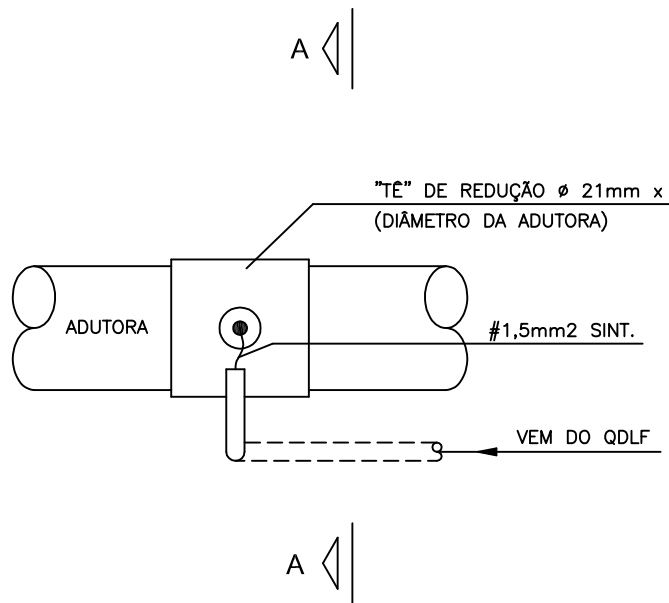 A
"TÊ" DE REDUÇÃO ø 21mm x
(DIÂMETRO DA ADUTORA)
ADUTORA
#1,5mm2 SINT.
VEM DO QDLF
A